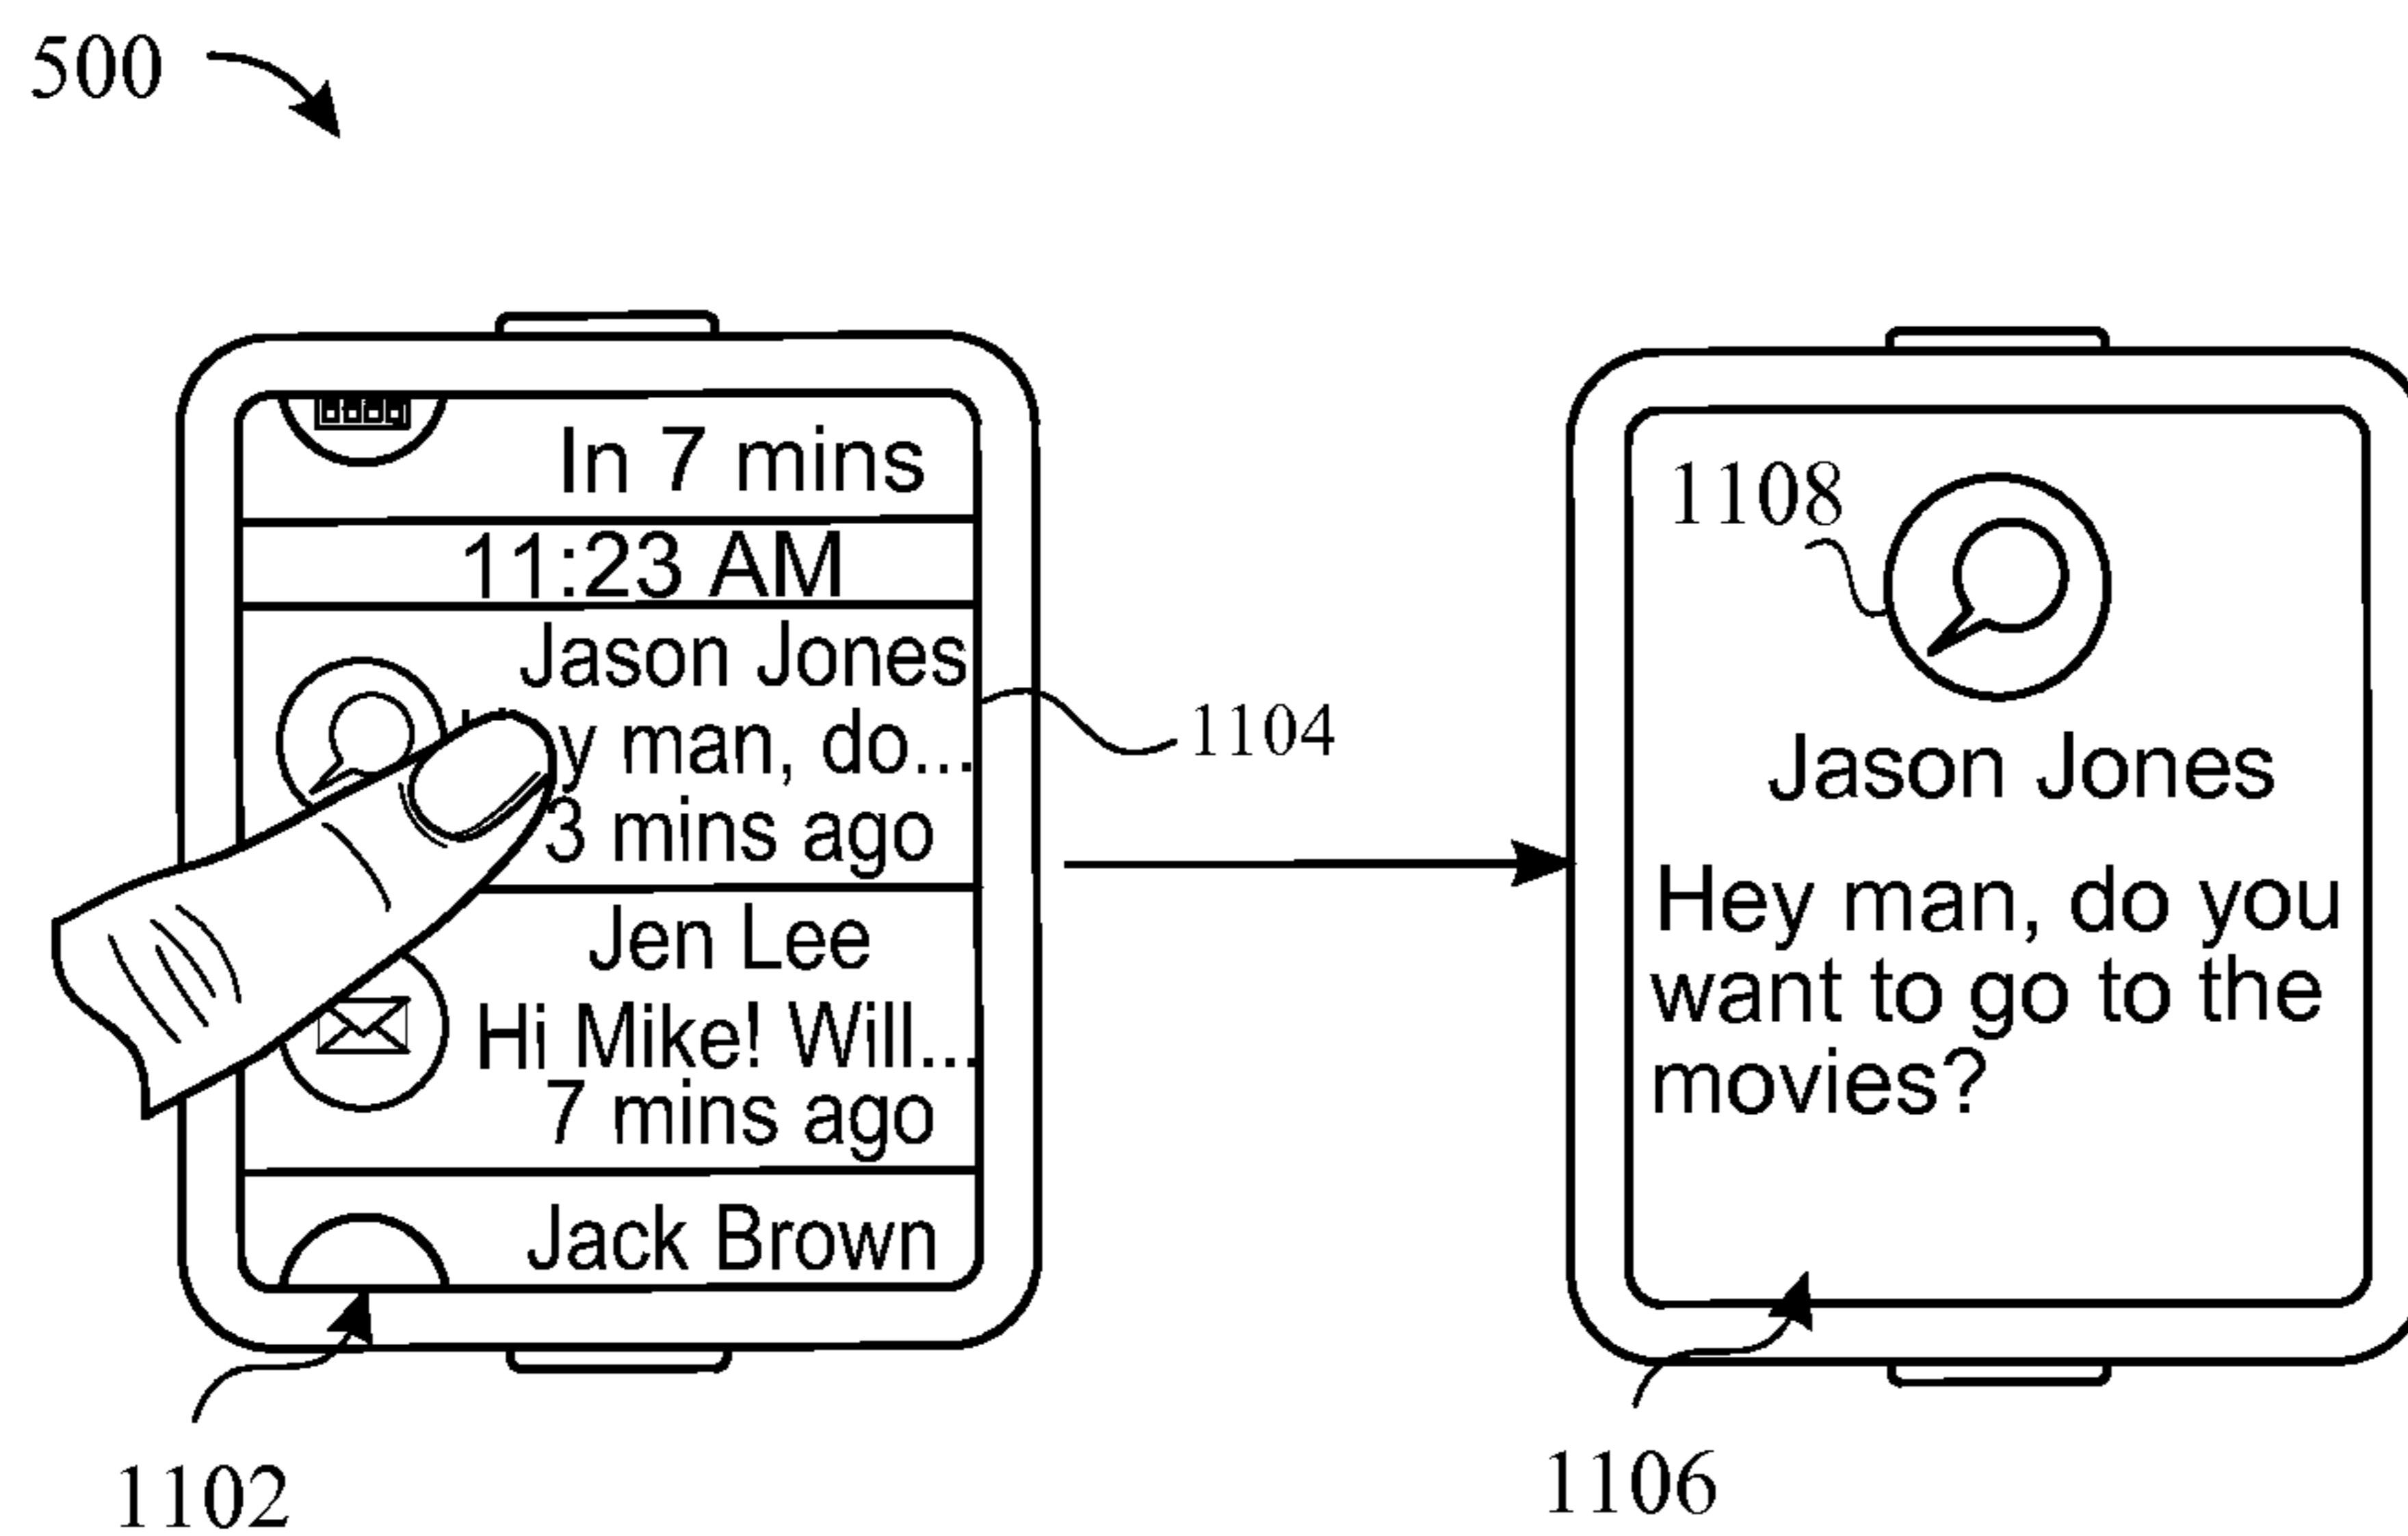 500
In 7 mins
11:23 AM
Jason Jones
y man, do...
3 mins ago
1104
Jen Lee
Hi Mike! Will...
7 mins ago
Jack Brown
1102
1108
Jason Jones
Hey man, do you
want to go to the
movies?
1106